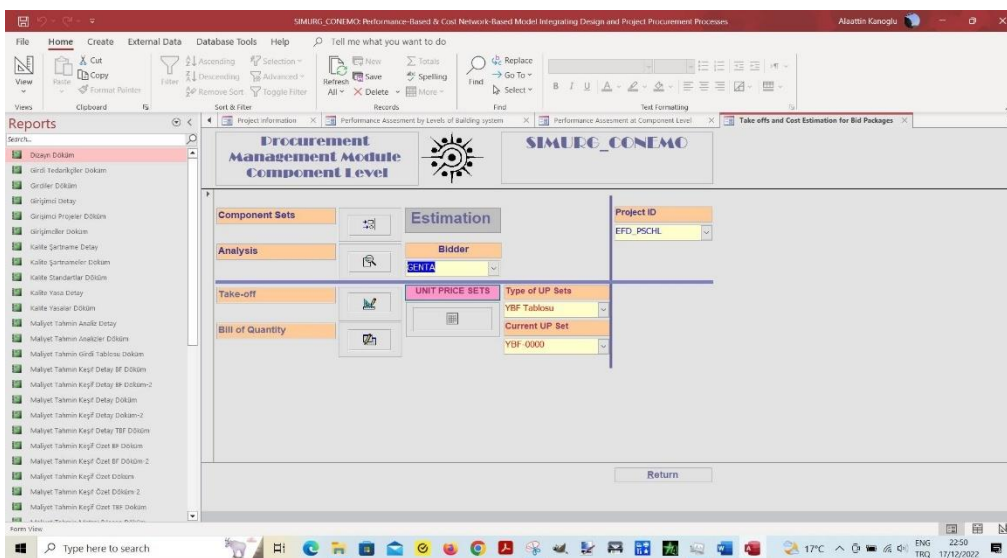 SIMURG_CONEMO: Performance-Based & Cost Network-Based Model Integrating Design and Project Procurement Processes
Alaattin Kanoglu
File Home Create External Data Database Tools Help Tell me what you want to do
View
Paste
Cut
Copy
Format Painter
Filter
Ascending
Descending
Remove Sort
Selection
Advanced
Toggle Filter
Refresh All
New
Save
Delete
Totals
Spelling
More
Find
Replace
Go To
Select
B I U
Views Clipboard Sort & Filter Records Find Text Formatting
Reports
Search...
Project Information
Performance Assesment by Levels of Building system
Performance Assesment at Component Level
Take offs and Cost Estimation for Bid Packages
Dizayn Döküm
Girdi Tedarikçiler Döküm
Girdiler Döküm
Girişimci Detay
Girişimci Projeler Döküm
Girişimciler Döküm
Kalite Şartname Detay
Kalite Şartnameler Döküm
Kalite Standartlar Döküm
Kalite Yasa Detay
Kalite Yasalar Döküm
Maliyet Tahmin Analiz Detay
Maliyet Tahmin Analizler Döküm
Maliyet Tahmin Girdi Tablosu Döküm
Maliyet Tahmin Keşif Detay BF Döküm
Maliyet Tahmin Keşif Detay BF Döküm-2
Maliyet Tahmin Keşif Detay Döküm
Maliyet Tahmin Keşif Detay Döküm-2
Maliyet Tahmin Keşif Detay TBF Döküm
Maliyet Tahmin Keşif Özet BF Döküm
Maliyet Tahmin Keşif Özet BF Döküm-2
Maliyet Tahmin Keşif Özet Döküm
Maliyet Tahmin Keşif Özet Döküm-2
Maliyet Tahmin Keşif Özet TBF Döküm
Procurement
Management Module
Component Level
SIMURG_CONEMO
Component Sets
Estimation
Project ID
EFD_PSCHL
Analysis
Bidder
GENTA
Take-off
UNIT PRICE SETS
Type of UP Sets
YBF Tablosu
Bill of Quantity
Current UP Set
YBF-0000
Return
Form View
Type here to search
17°C
ENG
TRQ
22:50
17/12/2022